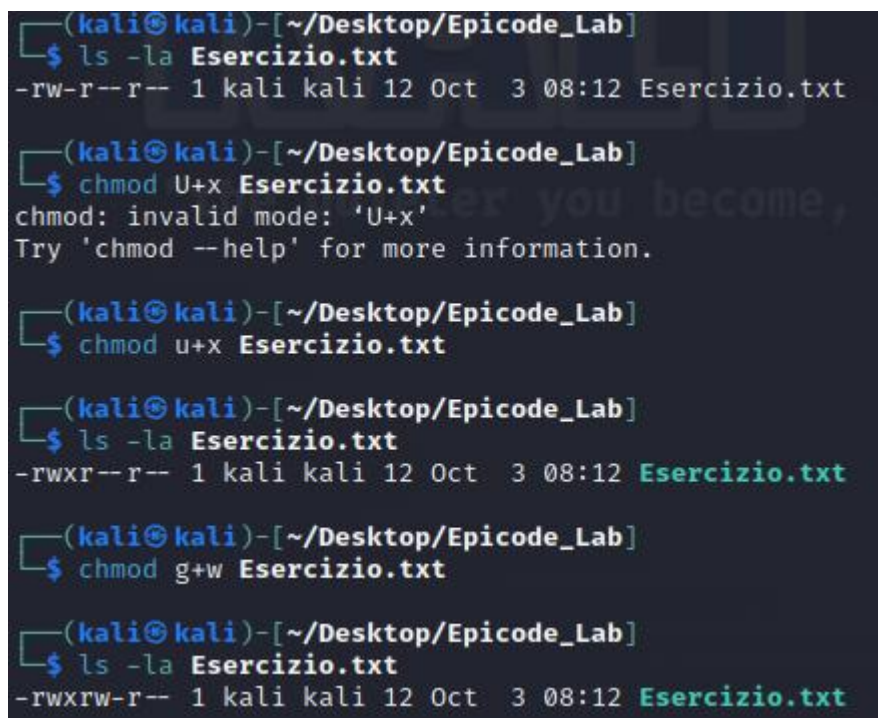 ┌──(kali㉿kali)-[~/Desktop/Epicode_Lab]
└─$ ls -la Esercizio.txt
-rw-r--r-- 1 kali kali 12 Oct  3 08:12 Esercizio.txt
┌──(kali㉿kali)-[~/Desktop/Epicode_Lab]
└─$ chmod U+x Esercizio.txt
chmod: invalid mode: ‘U+x’
Try 'chmod --help' for more information.
┌──(kali㉿kali)-[~/Desktop/Epicode_Lab]
└─$ chmod u+x Esercizio.txt
┌──(kali㉿kali)-[~/Desktop/Epicode_Lab]
└─$ ls -la Esercizio.txt
-rwxr--r-- 1 kali kali 12 Oct  3 08:12 Esercizio.txt
┌──(kali㉿kali)-[~/Desktop/Epicode_Lab]
└─$ chmod g+w Esercizio.txt
┌──(kali㉿kali)-[~/Desktop/Epicode_Lab]
└─$ ls -la Esercizio.txt
-rwxrw-r-- 1 kali kali 12 Oct  3 08:12 Esercizio.txt
you become,